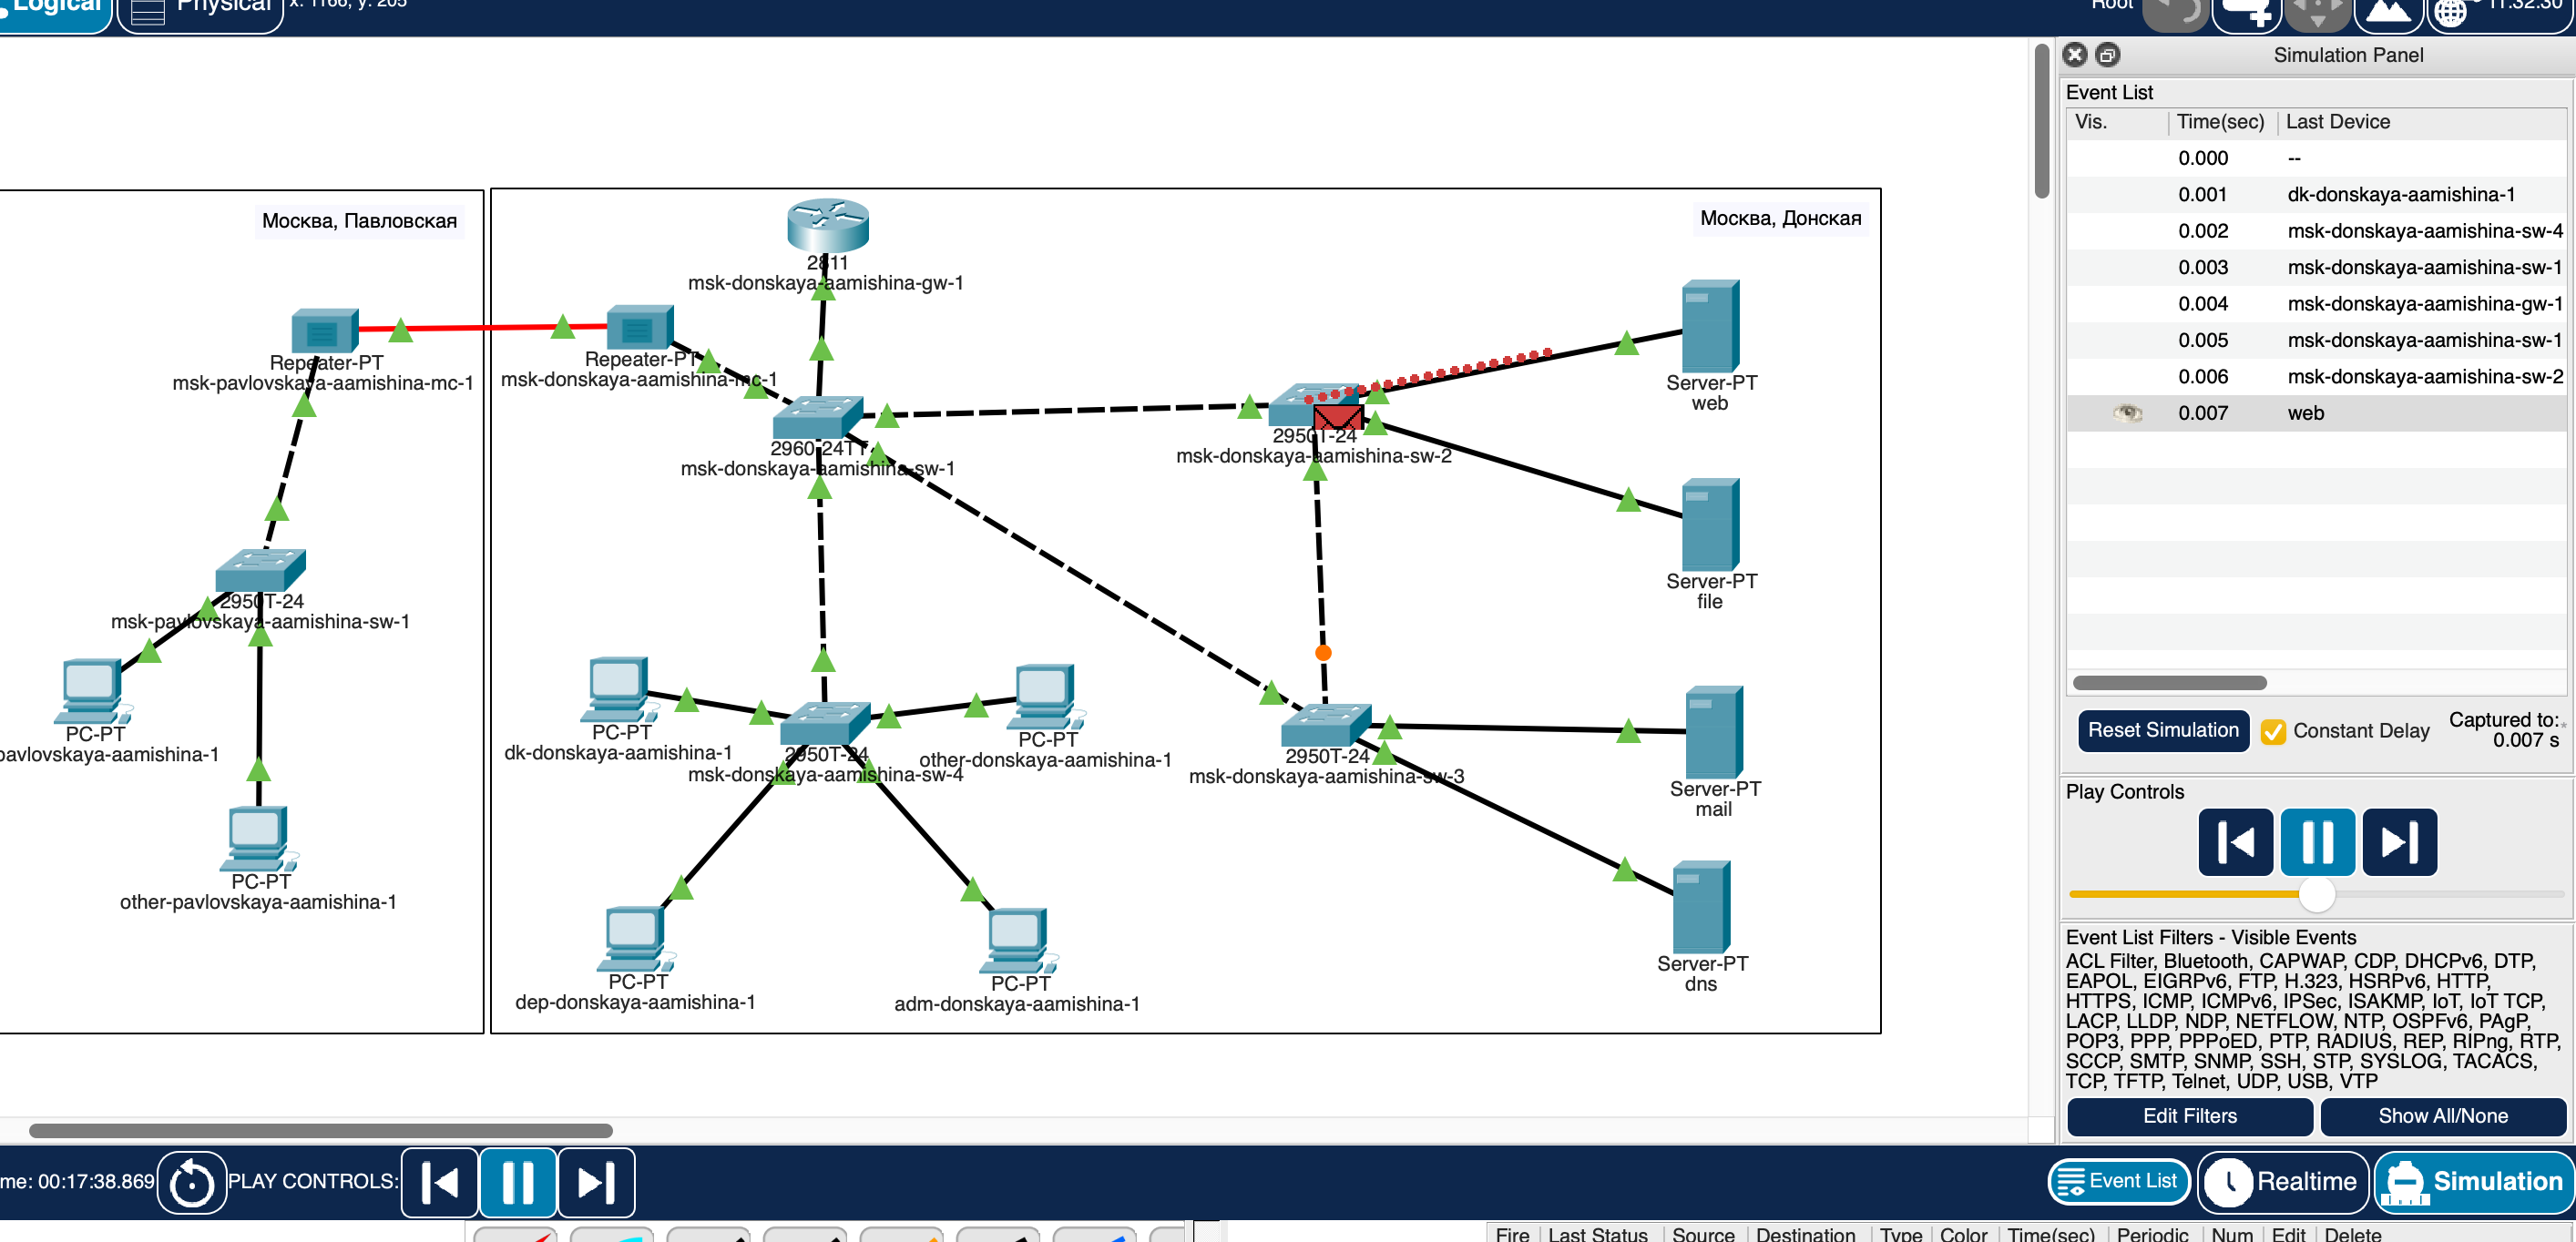 Logical
Physical
x: 1166, y: 205
Root
11:32:30
Москва, Павловская
Москва, Донская
2811
msk-donskaya-aamishina-gw-1
Repeater-PT
msk-pavlovskaya-aamishina-mc-1
Repeater-PT
msk-donskaya-aamishina-mc-1
Server-PT
web
2960-24TT
msk-donskaya-aamishina-sw-1
2950T-24
msk-donskaya-aamishina-sw-2
Server-PT
file
2950T-24
msk-pavlovskaya-aamishina-sw-1
PC-PT
pavlovskaya-aamishina-1
PC-PT
dk-donskaya-aamishina-1
PC-PT
other-donskaya-aamishina-1
2950T-24
msk-donskaya-aamishina-sw-4
2950T-24
msk-donskaya-aamishina-sw-3
Server-PT
mail
PC-PT
other-pavlovskaya-aamishina-1
PC-PT
dep-donskaya-aamishina-1
PC-PT
adm-donskaya-aamishina-1
Server-PT
dns
Simulation Panel
Event List
Vis. Time(sec) Last Device
0.000 --
0.001 dk-donskaya-aamishina-1
0.002 msk-donskaya-aamishina-sw-4
0.003 msk-donskaya-aamishina-sw-1
0.004 msk-donskaya-aamishina-gw-1
0.005 msk-donskaya-aamishina-sw-1
0.006 msk-donskaya-aamishina-sw-2
0.007 web
Reset Simulation Constant Delay
Captured to:*
0.007 s
Play Controls
Event List Filters - Visible Events
ACL Filter, Bluetooth, CAPWAP, CDP, DHCPv6, DTP,
EAPOL, EIGRPv6, FTP, H.323, HSRPv6, HTTP,
HTTPS, ICMP, ICMPv6, IPSec, ISAKMP, IoT, IoT TCP,
LACP, LLDP, NDP, NETFLOW, NTP, OSPFv6, PAgP,
POP3, PPP, PPPoED, PTP, RADIUS, REP, RIPng, RTP,
SCCP, SMTP, SNMP, SSH, STP, SYSLOG, TACACS,
TCP, TFTP, Telnet, UDP, USB, VTP
Edit Filters Show All/None
me: 00:17:38.869 PLAY CONTROLS:
Event List Realtime Simulation
Fire Last Status Source Destination Type Color Time(sec) Periodic Num Edit Delete